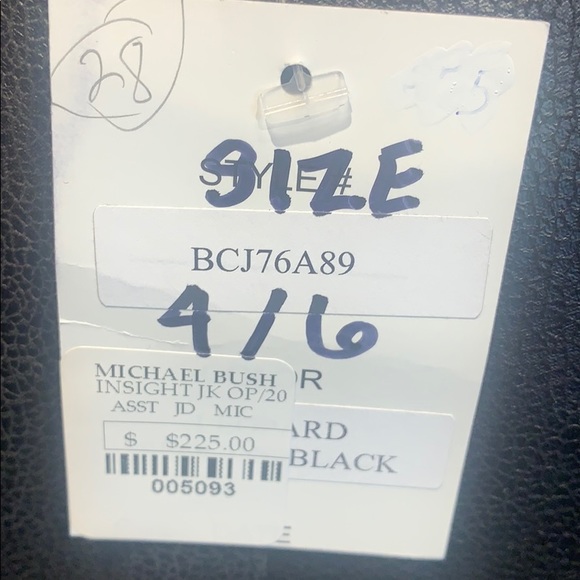 28
SIZE
STYLE #
BCJ76A89
4/6
OR
MICHAEL BUSH
INSIGHT JK OP/20
ASST JD MIC
$ $225.00
005093
ARD
BLACK